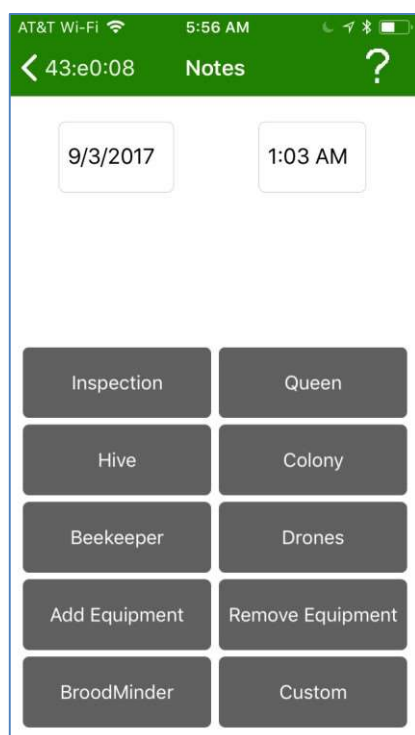 AT&T Wi-Fi 5:56 AM
43:e0:08 Notes ?
9/3/2017 1:03 AM
Inspection Queen
Hive Colony
Beekeeper Drones
Add Equipment Remove Equipment
BroodMinder Custom